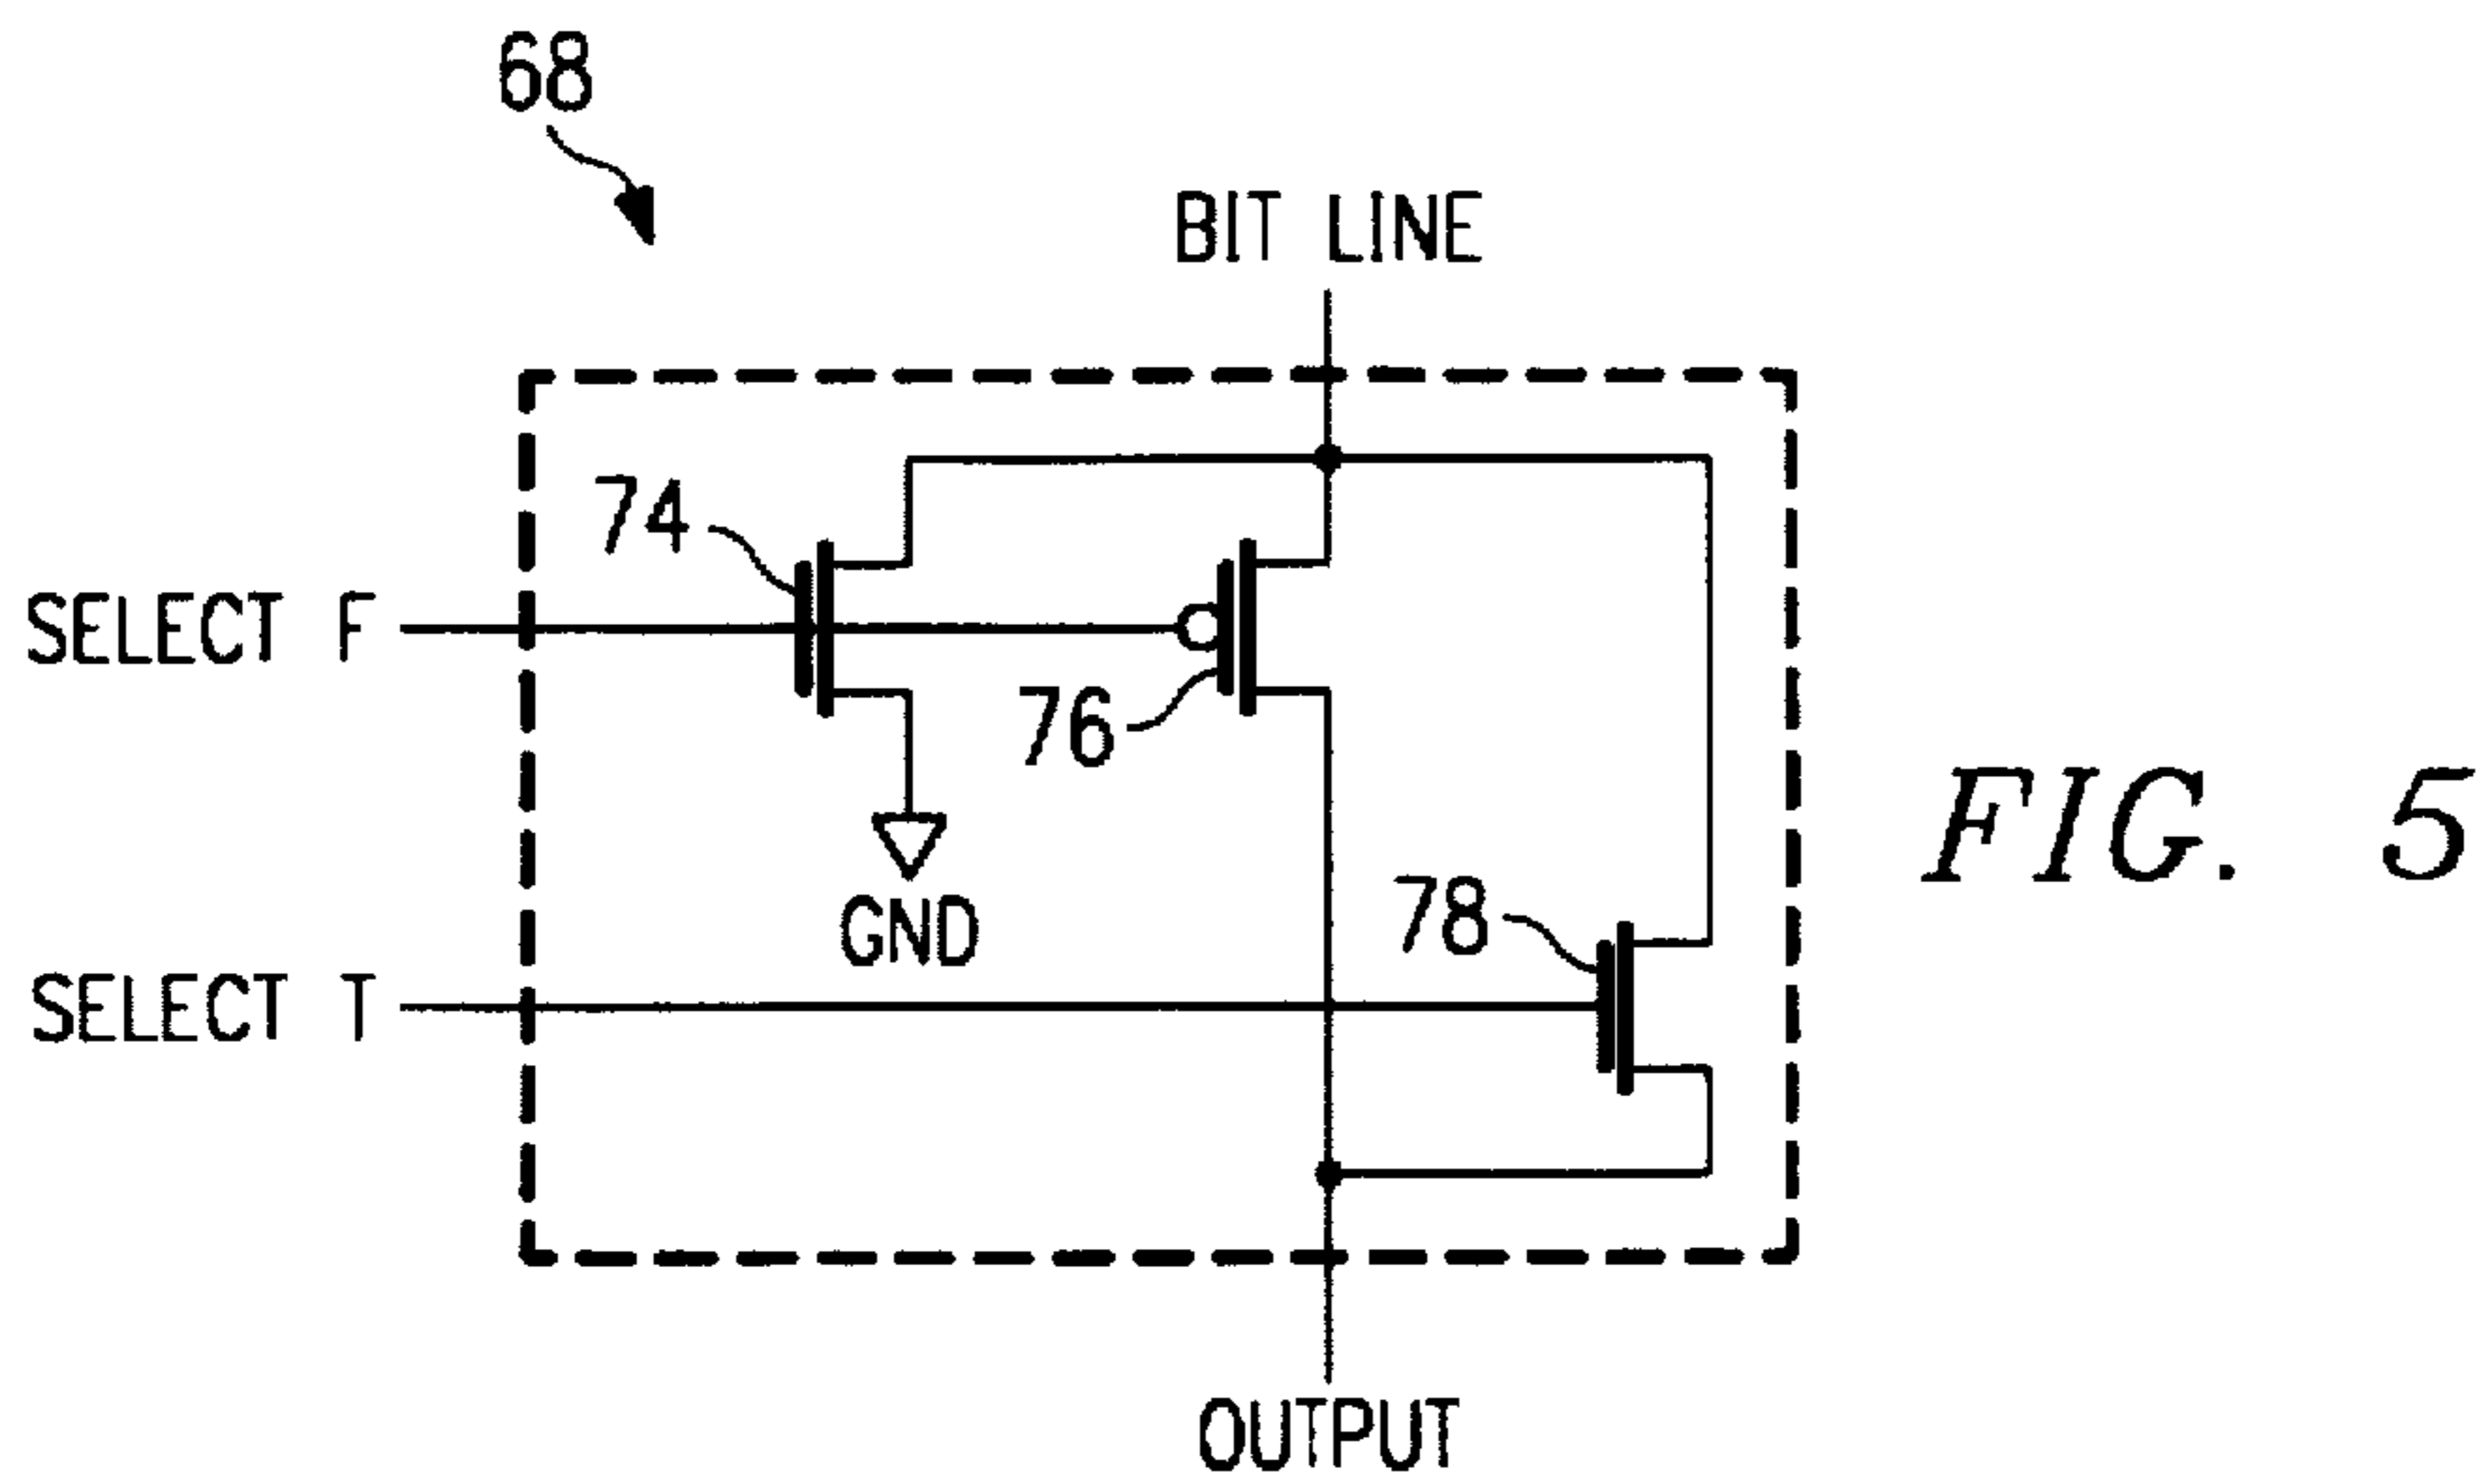 68
BIT LINE
74
SELECT F
76
GND
78
SELECT T
OUTPUT
FIG. 5